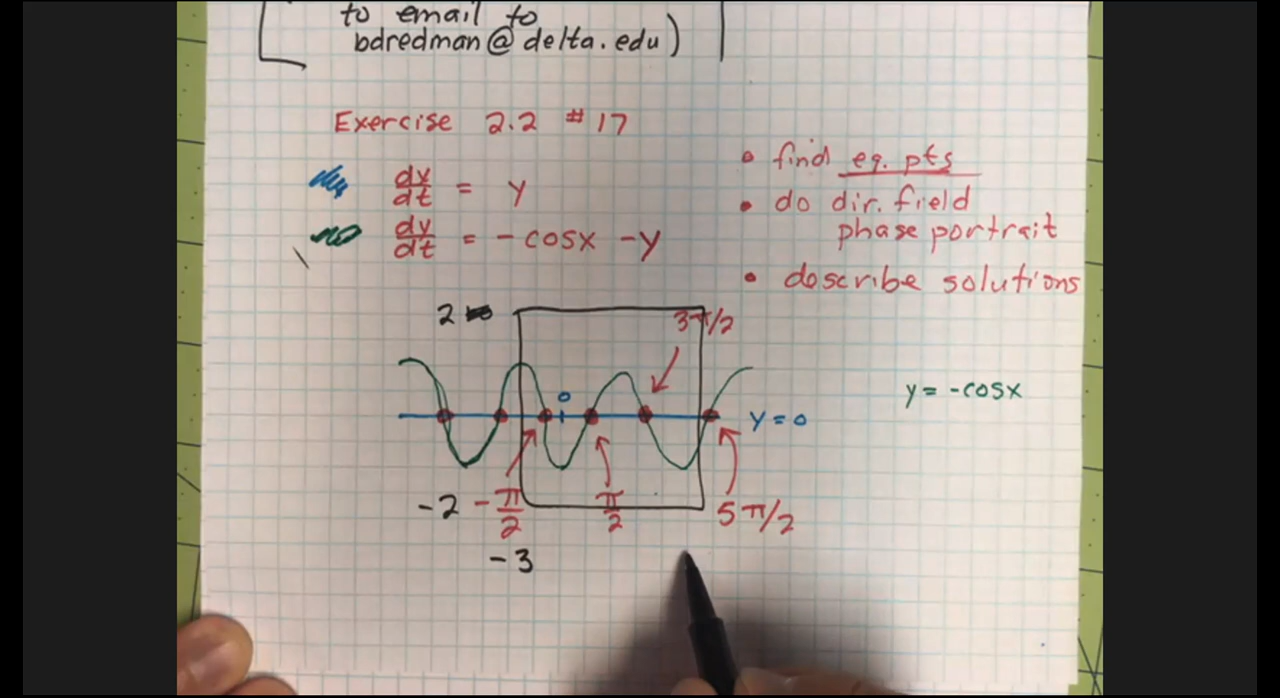 to email to
bdredman@delta.edu)
Exercise 2.2 #17
dx/dt = y
dy/dt = -cosx -y
• find eq. pts
• do dir. field
phase portrait
• describe solutions
2
3π/2
0
y = -cosx
y = 0
-2
-π/2
π/2
5π/2
-3